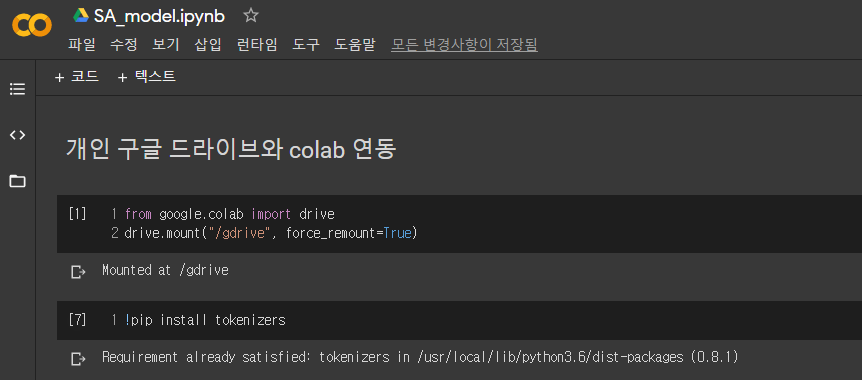 SA_model.ipynb
파일 수정 보기 삽입 런타임 도구 도움말 모든 변경사항이 저장됨
+ 코드 + 텍스트
개인 구글 드라이브와 colab 연동
[1] 1 from google.colab import drive
2 drive.mount("/gdrive", force_remount=True)
Mounted at /gdrive
[7] 1 !pip install tokenizers
Requirement already satisfied: tokenizers in /usr/local/lib/python3.6/dist-packages (0.8.1)